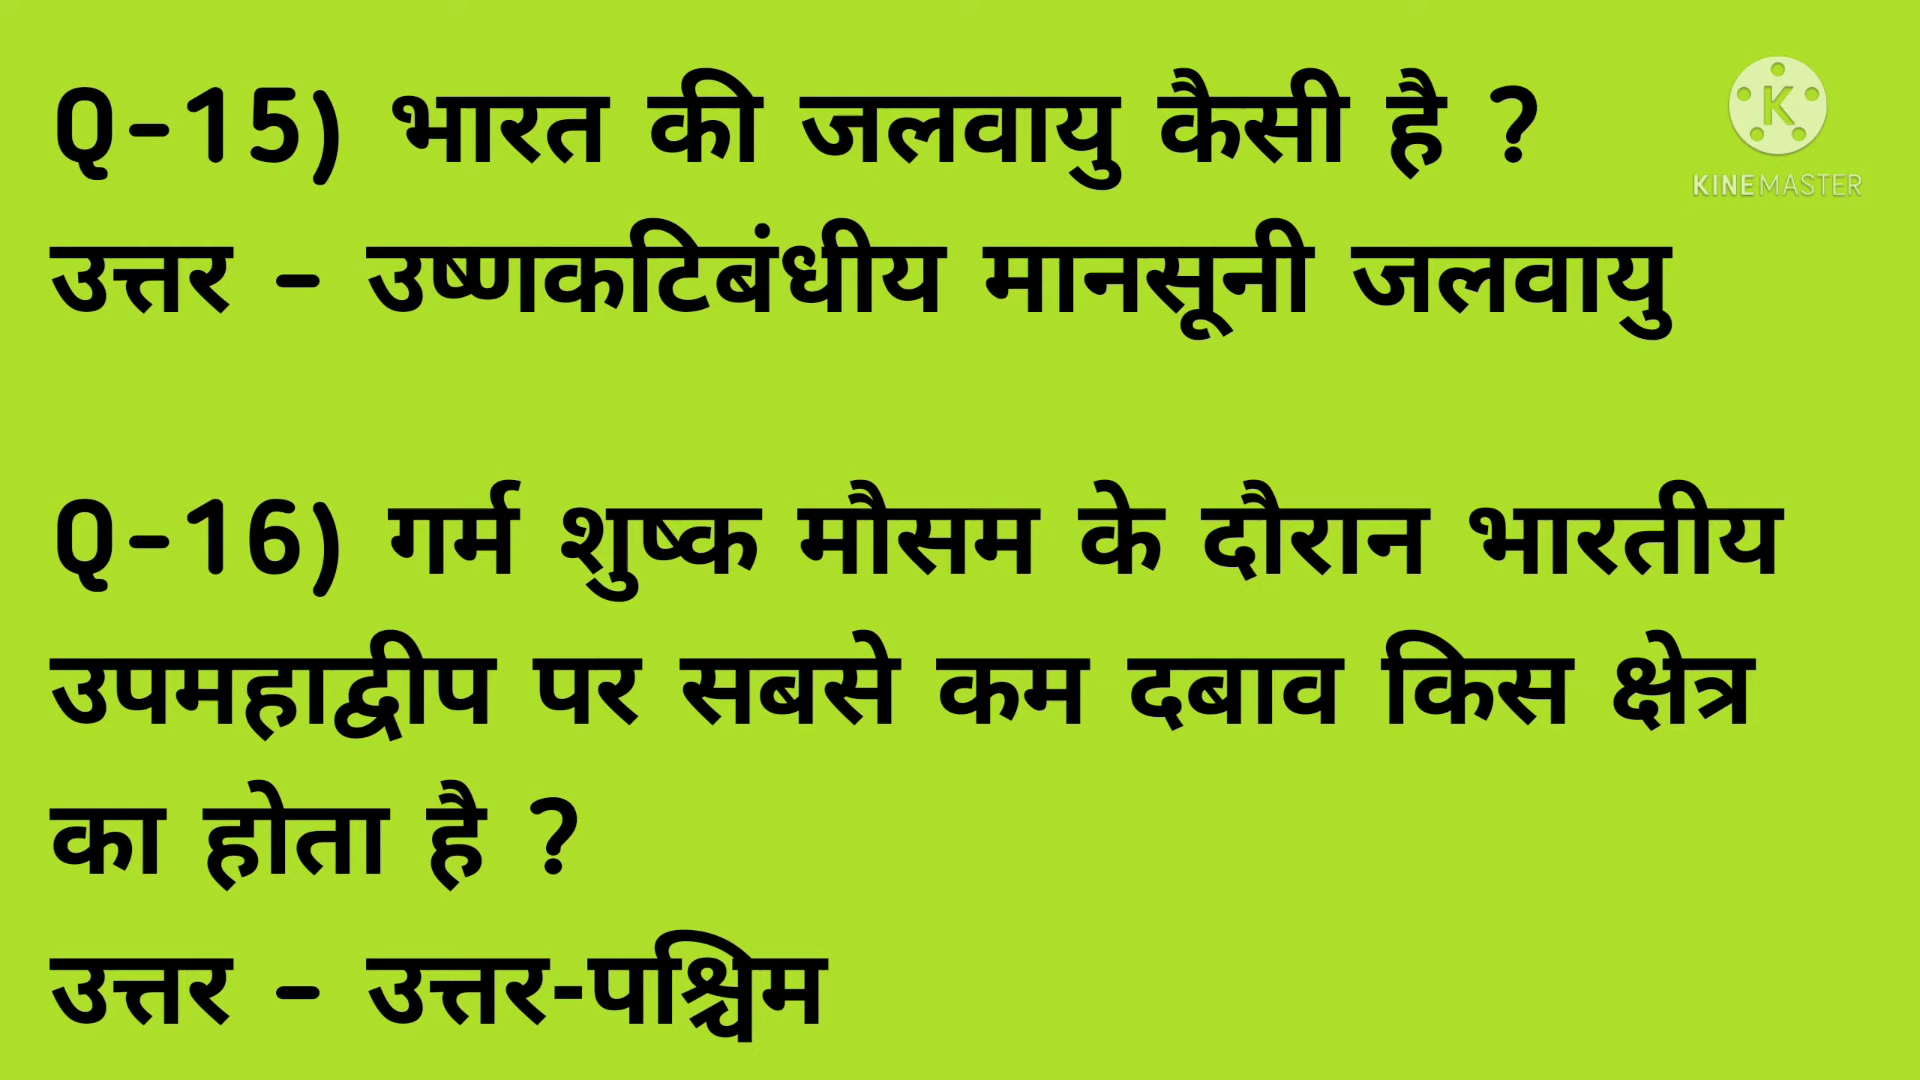 Q-15) भारत की जलवायु कैसी है ?
K
KINEMASTER
उत्तर - उष्णकटिबंधीय मानसूनी जलवायु
Q-16) गर्म शुष्क मौसम के दौरान भारतीय
उपमहाद्वीप पर सबसे कम दबाव किस क्षेत्र
का होता है ?
उत्तर - उत्तर-पश्चिम